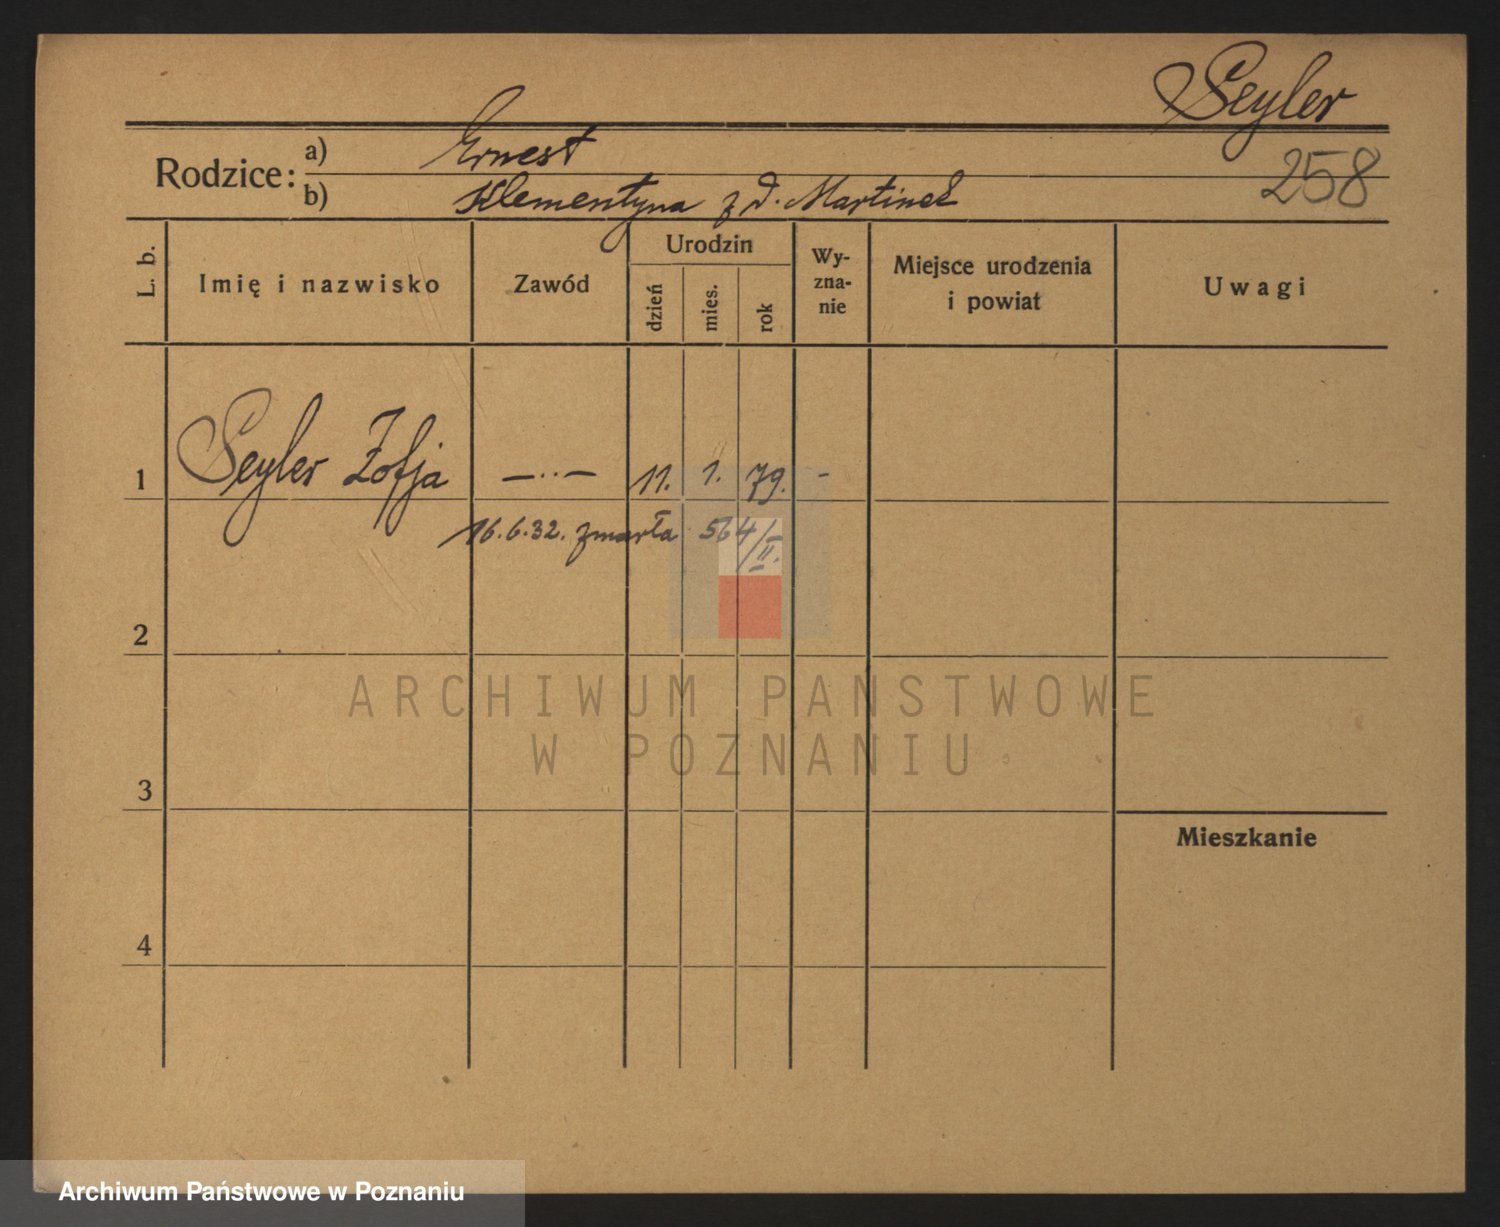 Seyler
Rodzice: a) Ernest
b) Klementyna z d. Martinek
258
L. b.
Imię i nazwisko
Zawód
Urodzin
dzień
mies.
rok
Wy-
zna-
nie
Miejsce urodzenia
i powiat
Uwagi
1 Seyler Zofja —··— 11. 1. 79. -
16.6.32. zmarła 564/II.
2
3
4
Mieszkanie
ARCHIWUM PAŃSTWOWE
W POZNANIU
Archiwum Państwowe w Poznaniu